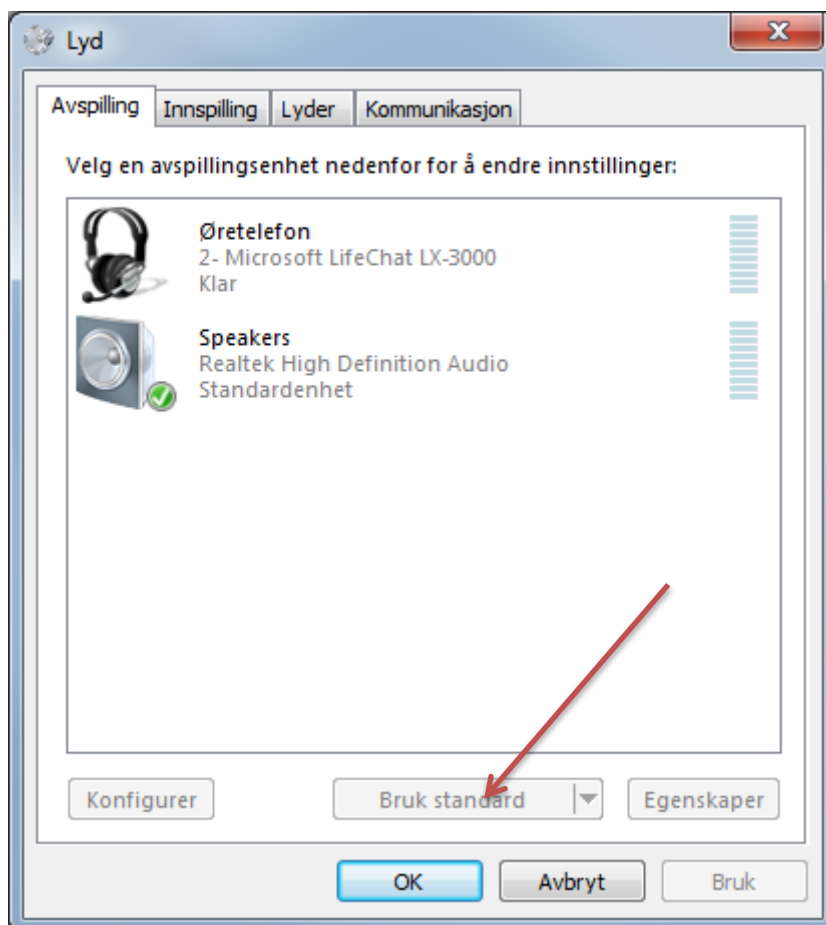 Lyd
Avspilling Innspilling Lyder Kommunikasjon
Velg en avspillingsenhet nedenfor for å endre innstillinger:
Øretelefon
2- Microsoft LifeChat LX-3000
Klar
Speakers
Realtek High Definition Audio
Standardenhet
Konfigurer Bruk standard Egenskaper
OK Avbryt Bruk